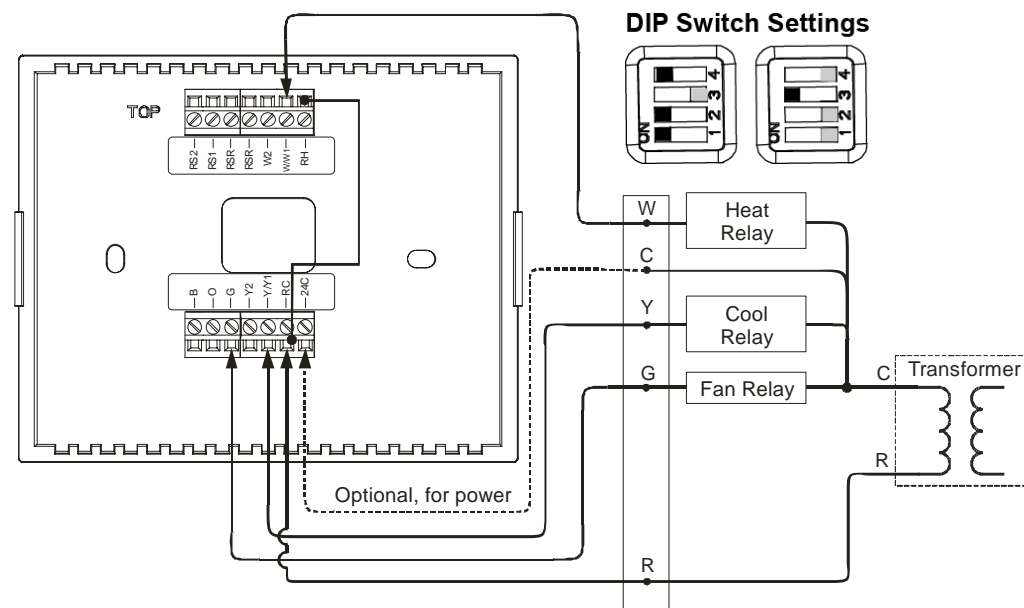 DIP Switch Settings
ON
1 2 3 4
ON
1 2 3 4
TOP
RS2
RS1
RSR
RSR
W2
W/W1
RH
B
O
G
Y2
Y/Y1
RC
24C
W
Heat
Relay
C
Y
Cool
Relay
G
Fan Relay
C
Transformer
R
Optional, for power
R